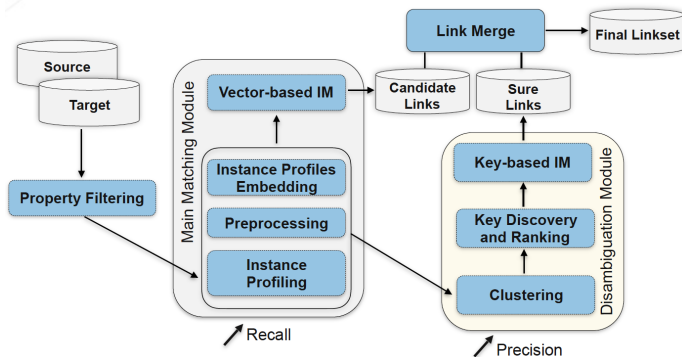 Link Merge
Final Linkset
Source
Target
Vector-based IM
Candidate
Links
Sure
Links
Main Matching Module
Property Filtering
Instance Profiles
Embedding
Preprocessing
Instance
Profiling
Key-based IM
Key Discovery
and Ranking
Clustering
Disambiguation Module
Recall
Precision